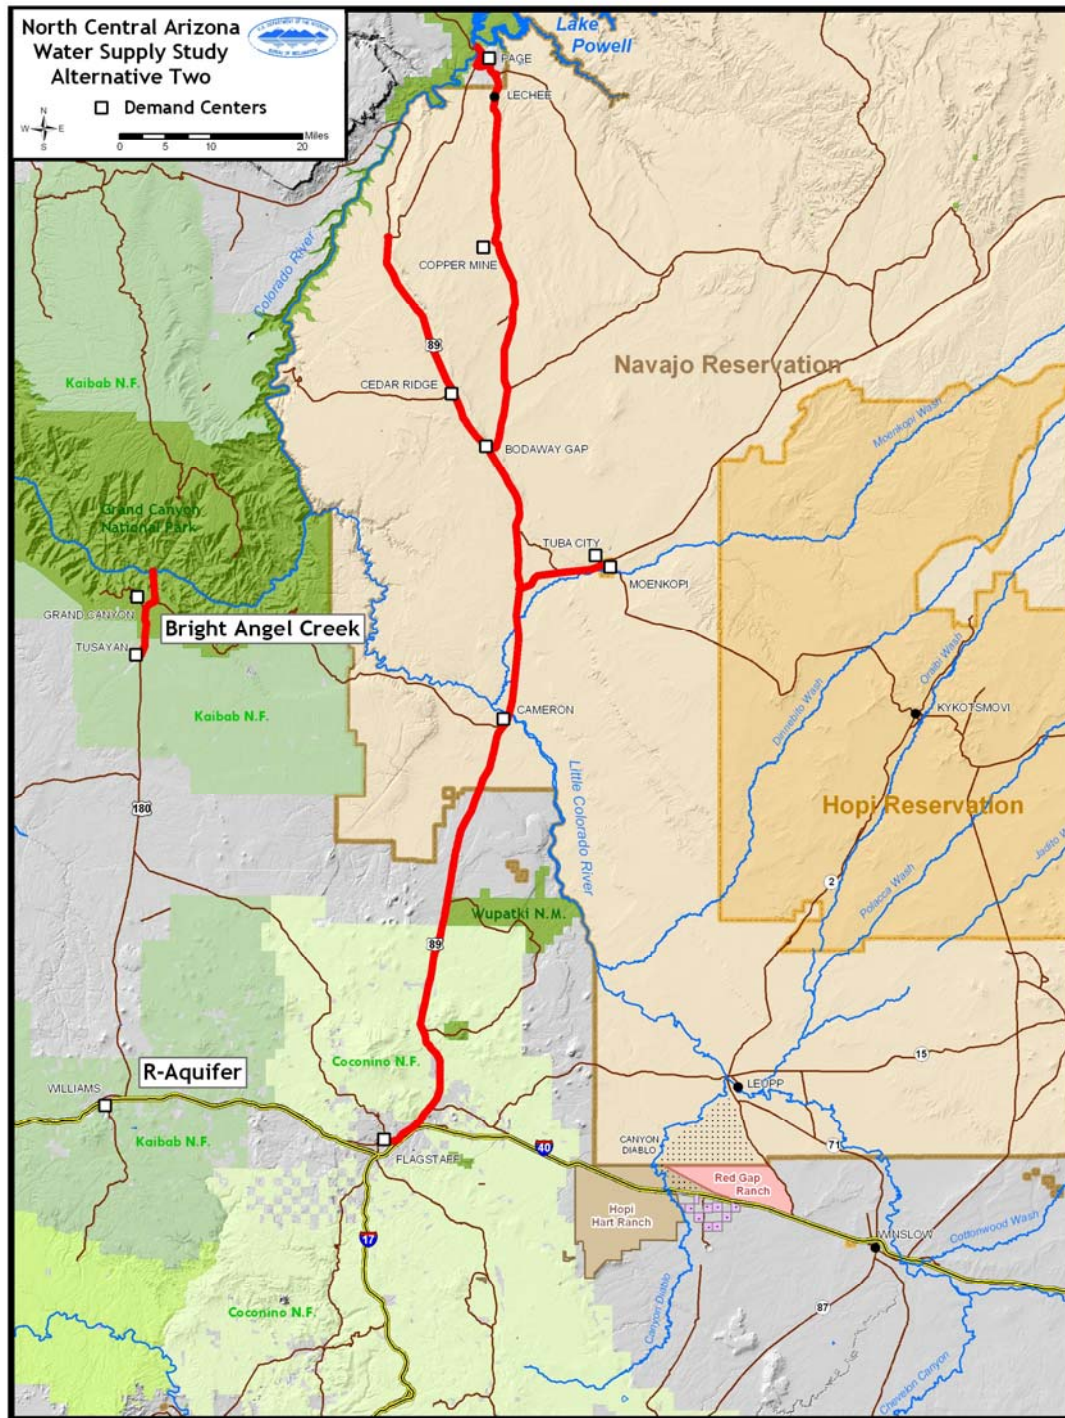 North Central Arizona
Water Supply Study
Alternative Two
Demand Centers
N
W
E
S
Miles
0
5
10
20
Lake
Powell
PAGE
LECHEE
Colorado River
COPPER MINE
89
Navajo Reservation
Kaibab N.F.
CEDAR RIDGE
Moenkopi Wash
BODAWAY GAP
Grand Canyon
National Park
TUBA CITY
MOENKOPI
GRAND CANYON
Bright Angel Creek
TUSAYAN
Oraibi Wash
Dinnebito Wash
Kaibab N.F.
CAMERON
KYKOTSMOVI
Little Colorado River
Hopi Reservation
180
Jadito W
2
Polacca Wash
Wupatki N.M.
89
15
Coconino N.F.
R-Aquifer
WILLIAMS
LEUPP
Kaibab N.F.
FLAGSTAFF
40
CANYON
DIABLO
71
Red Gap
Ranch
Hopi
Hart Ranch
17
WINSLOW
Cottonwood Wash
Coconino N.F.
Canyon Diablo
87
Chevelon Canyon